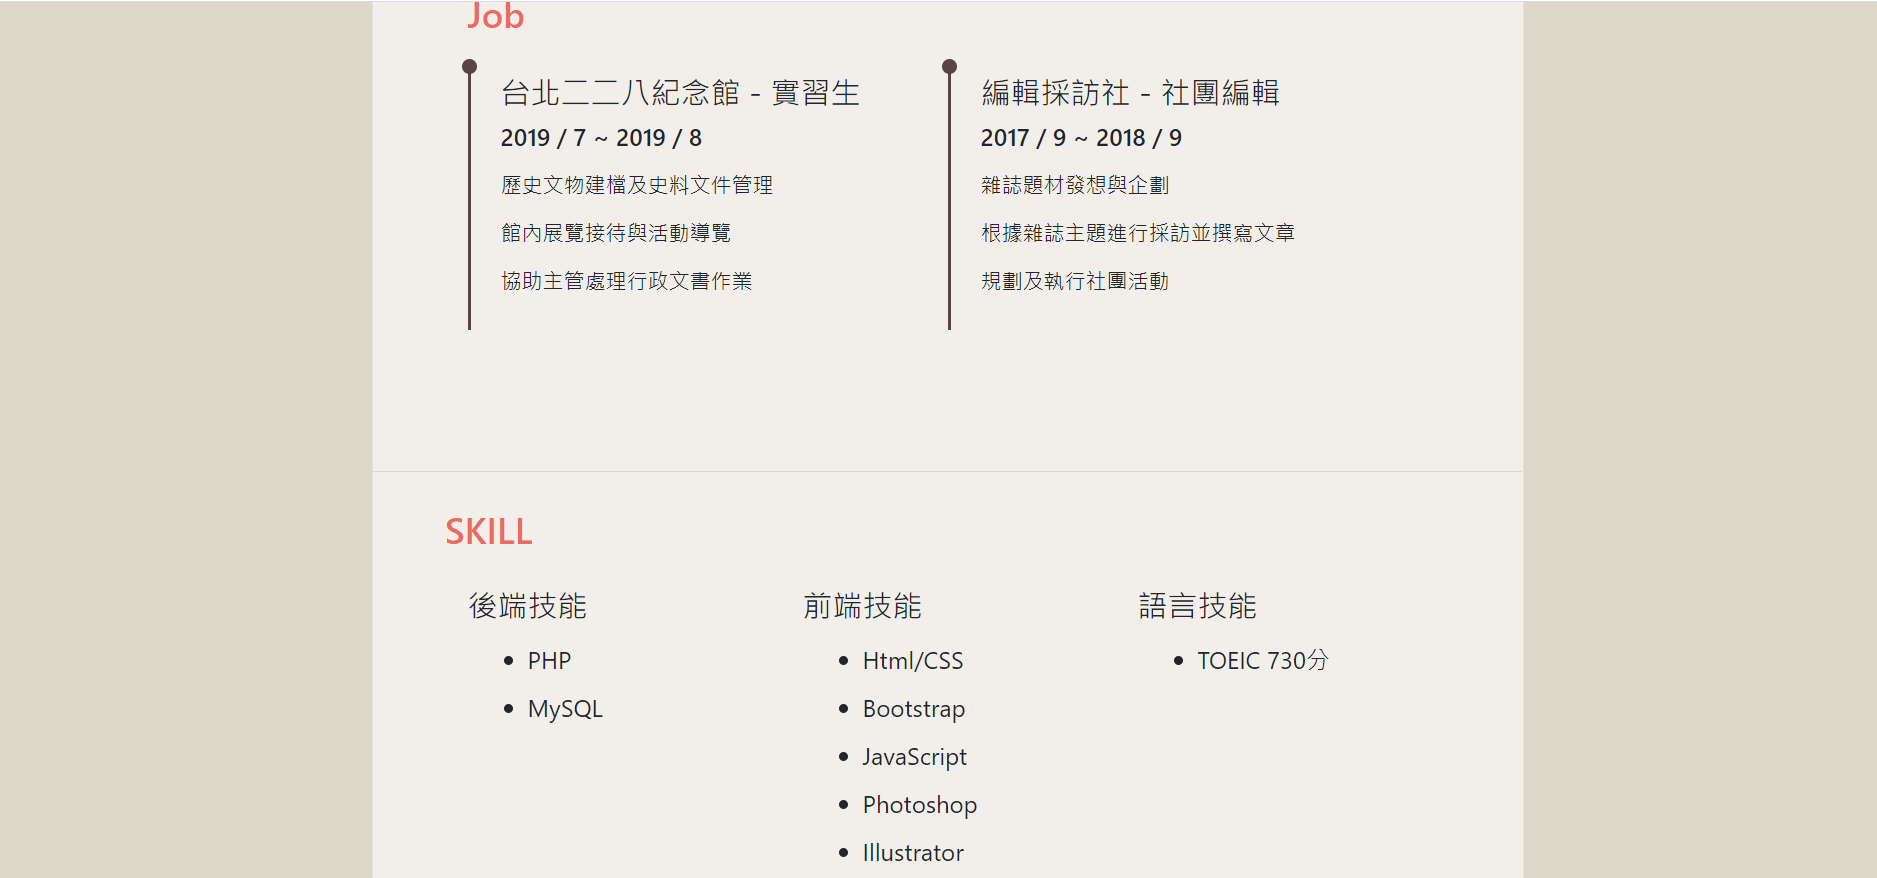 Job
台北二二八紀念館 - 實習生
2019 / 7 ~ 2019 / 8
歷史文物建檔及史料文件管理
館內展覽接待與活動導覽
協助主管處理行政文書作業
編輯採訪社 - 社團編輯
2017 / 9 ~ 2018 / 9
雜誌題材發想與企劃
根據雜誌主題進行採訪並撰寫文章
規劃及執行社團活動
SKILL
後端技能
PHP
MySQL
前端技能
Html/CSS
Bootstrap
JavaScript
Photoshop
Illustrator
語言技能
TOEIC 730分